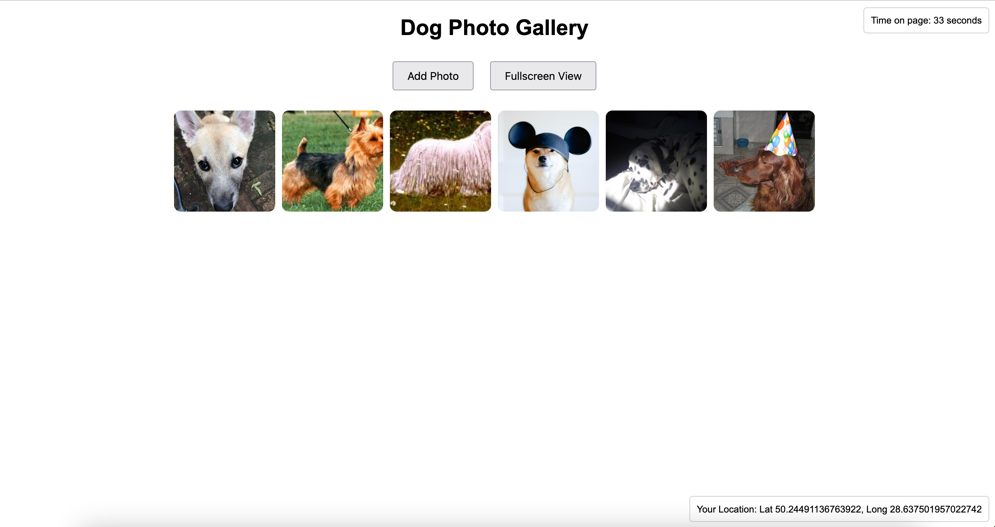 Time on page: 33 seconds
Dog Photo Gallery
Add Photo
Fullscreen View
Your Location: Lat 50.24491136763922, Long 28.637501957022742